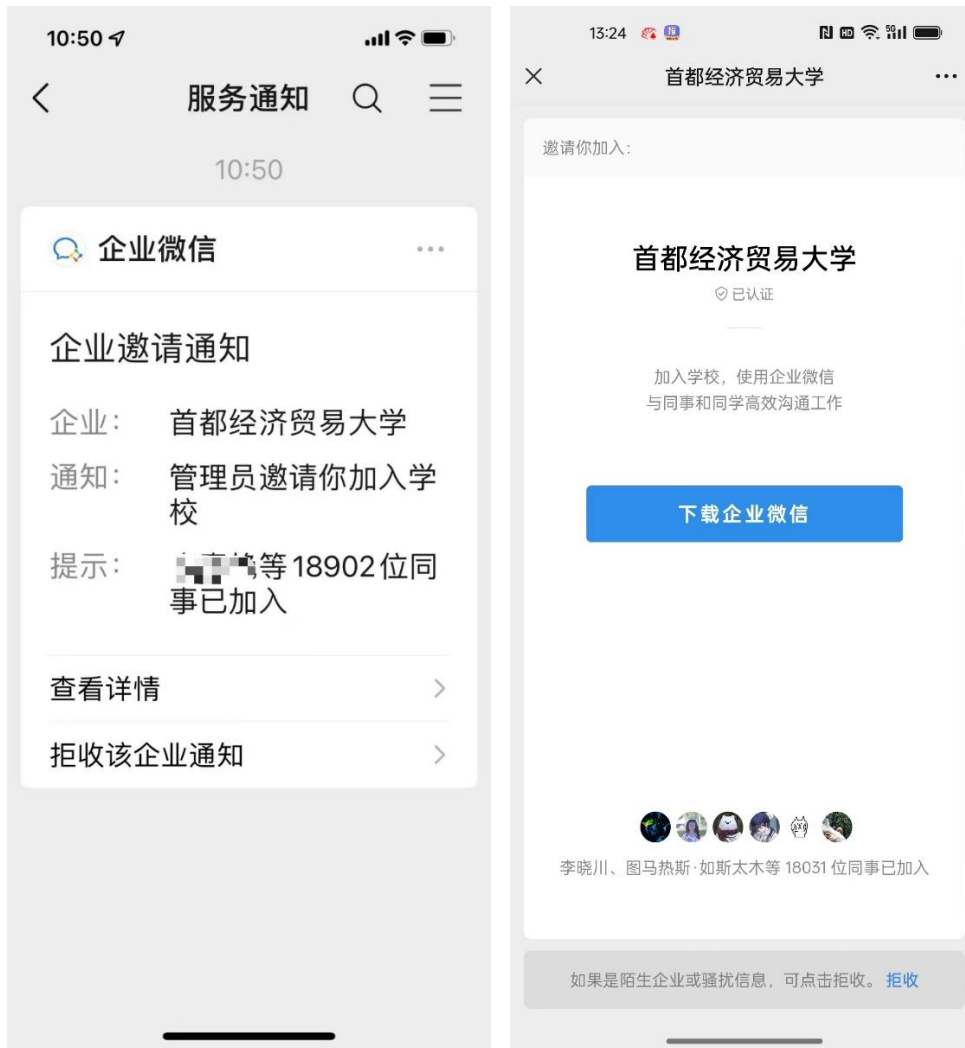 10:50
服务通知
10:50
企业微信
企业邀请通知
企业: 首都经济贸易大学
通知: 管理员邀请你加入学
校
提示: 等18902位同
事已加入
查看详情
拒收该企业通知
13:24
HD 5G
首都经济贸易大学
邀请你加入:
首都经济贸易大学
已认证
加入学校，使用企业微信
与同事和同学高效沟通工作
下载企业微信
李晓川、图马热斯·如斯太木等 18031 位同事已加入
如果是陌生企业或骚扰信息，可点击拒收。 拒收